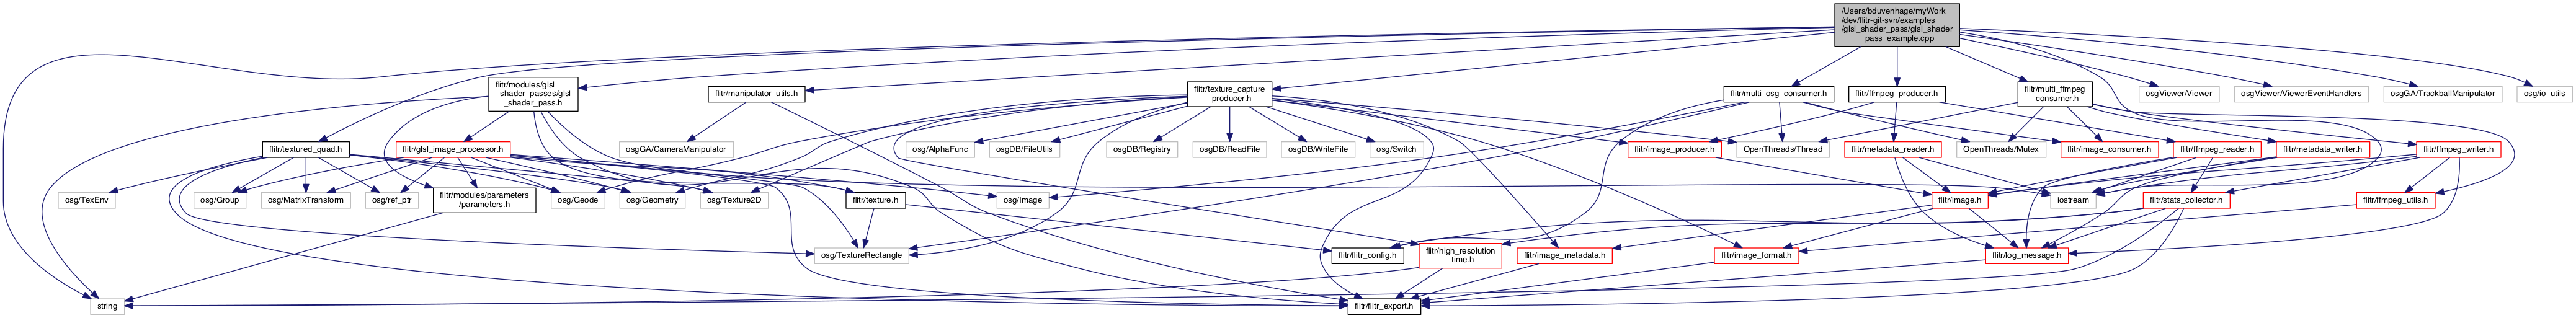 /Users/bduvenhage/myWork
/dev/flitr-git-svn/examples
/glsl_shader_pass/glsl_shader
_pass_example.cpp
flitr/modules/glsl
_shader_passes/glsl
_shader_pass.h
flitr/manipulator_utils.h
flitr/texture_capture
_producer.h
flitr/multi_osg_consumer.h
flitr/ffmpeg_producer.h
flitr/multi_ffmpeg
_consumer.h
osgViewer/Viewer
osgViewer/ViewerEventHandlers
osgGA/TrackballManipulator
osg/io_utils
flitr/textured_quad.h
flitr/glsl_image_processor.h
osgGA/CameraManipulator
osg/AlphaFunc
osgDB/FileUtils
osgDB/Registry
osgDB/ReadFile
osgDB/WriteFile
osg/Switch
flitr/image_producer.h
OpenThreads/Thread
flitr/metadata_reader.h
OpenThreads/Mutex
flitr/image_consumer.h
flitr/ffmpeg_reader.h
flitr/metadata_writer.h
flitr/ffmpeg_writer.h
osg/TexEnv
osg/Group
osg/MatrixTransform
osg/ref_ptr
flitr/modules/parameters
/parameters.h
osg/Geode
osg/Geometry
osg/Texture2D
flitr/texture.h
osg/Image
flitr/image.h
iostream
flitr/stats_collector.h
flitr/ffmpeg_utils.h
osg/TextureRectangle
flitr/flitr_config.h
flitr/high_resolution
_time.h
flitr/image_metadata.h
flitr/image_format.h
flitr/log_message.h
string
flitr/flitr_export.h